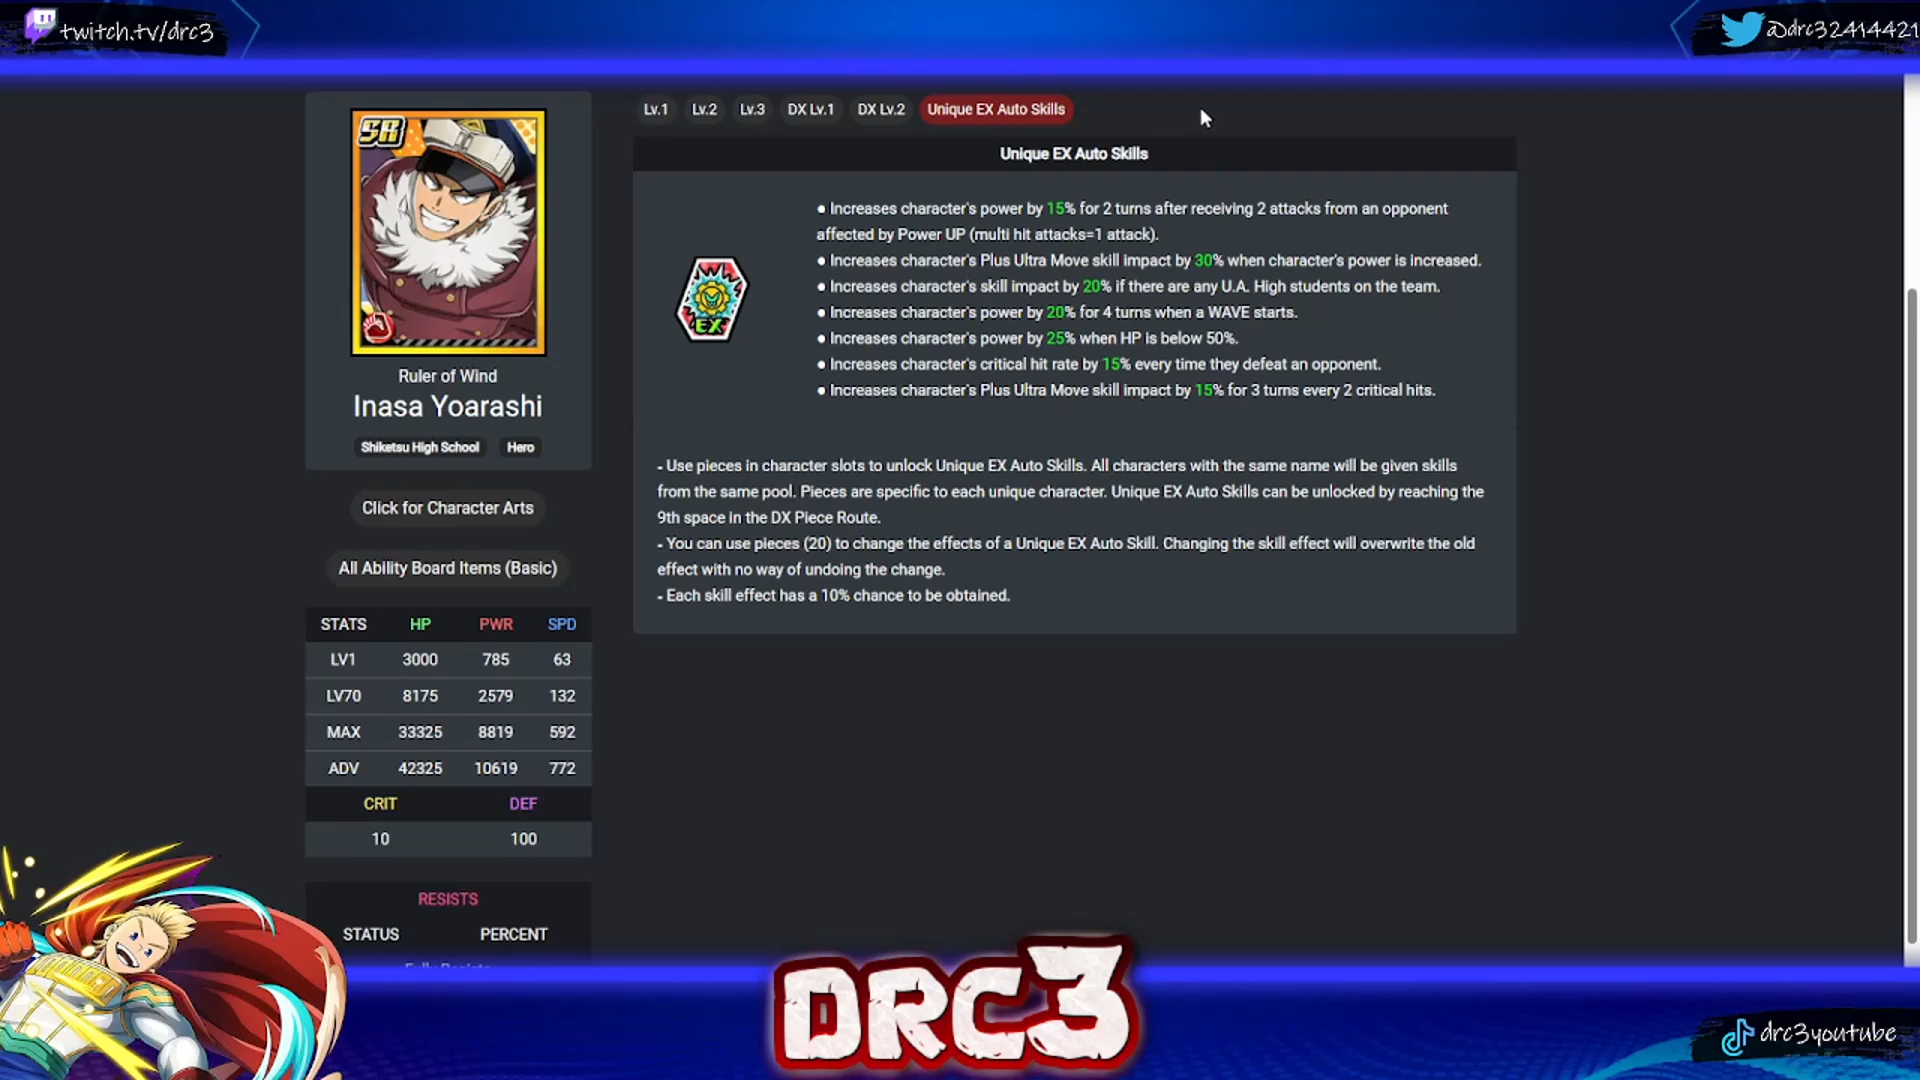 twitch.tv/drc3
@drc32414421
Lv.1 Lv.2 Lv.3 DX Lv.1 DX Lv.2 Unique EX Auto Skills
Unique EX Auto Skills
● Increases character's power by 15% for 2 turns after receiving 2 attacks from an opponent
affected by Power UP (multi hit attacks=1 attack).
● Increases character's Plus Ultra Move skill impact by 30% when character's power is increased.
● Increases character's skill impact by 20% if there are any U.A. High students on the team.
● Increases character's power by 20% for 4 turns when a WAVE starts.
● Increases character's power by 25% when HP is below 50%.
● Increases character's critical hit rate by 15% every time they defeat an opponent.
● Increases character's Plus Ultra Move skill impact by 15% for 3 turns every 2 critical hits.
EX
- Use pieces in character slots to unlock Unique EX Auto Skills. All characters with the same name will be given skills
from the same pool. Pieces are specific to each unique character. Unique EX Auto Skills can be unlocked by reaching the
9th space in the DX Piece Route.
- You can use pieces (20) to change the effects of a Unique EX Auto Skill. Changing the skill effect will overwrite the old
effect with no way of undoing the change.
- Each skill effect has a 10% chance to be obtained.
SR
Ruler of Wind
Inasa Yoarashi
Shiketsu High School Hero
Click for Character Arts
All Ability Board Items (Basic)
STATS HP PWR SPD
LV1 3000 785 63
LV70 8175 2579 132
MAX 33325 8819 592
ADV 42325 10619 772
CRIT DEF
10 100
RESISTS
STATUS PERCENT
DRC3
drc3youtube